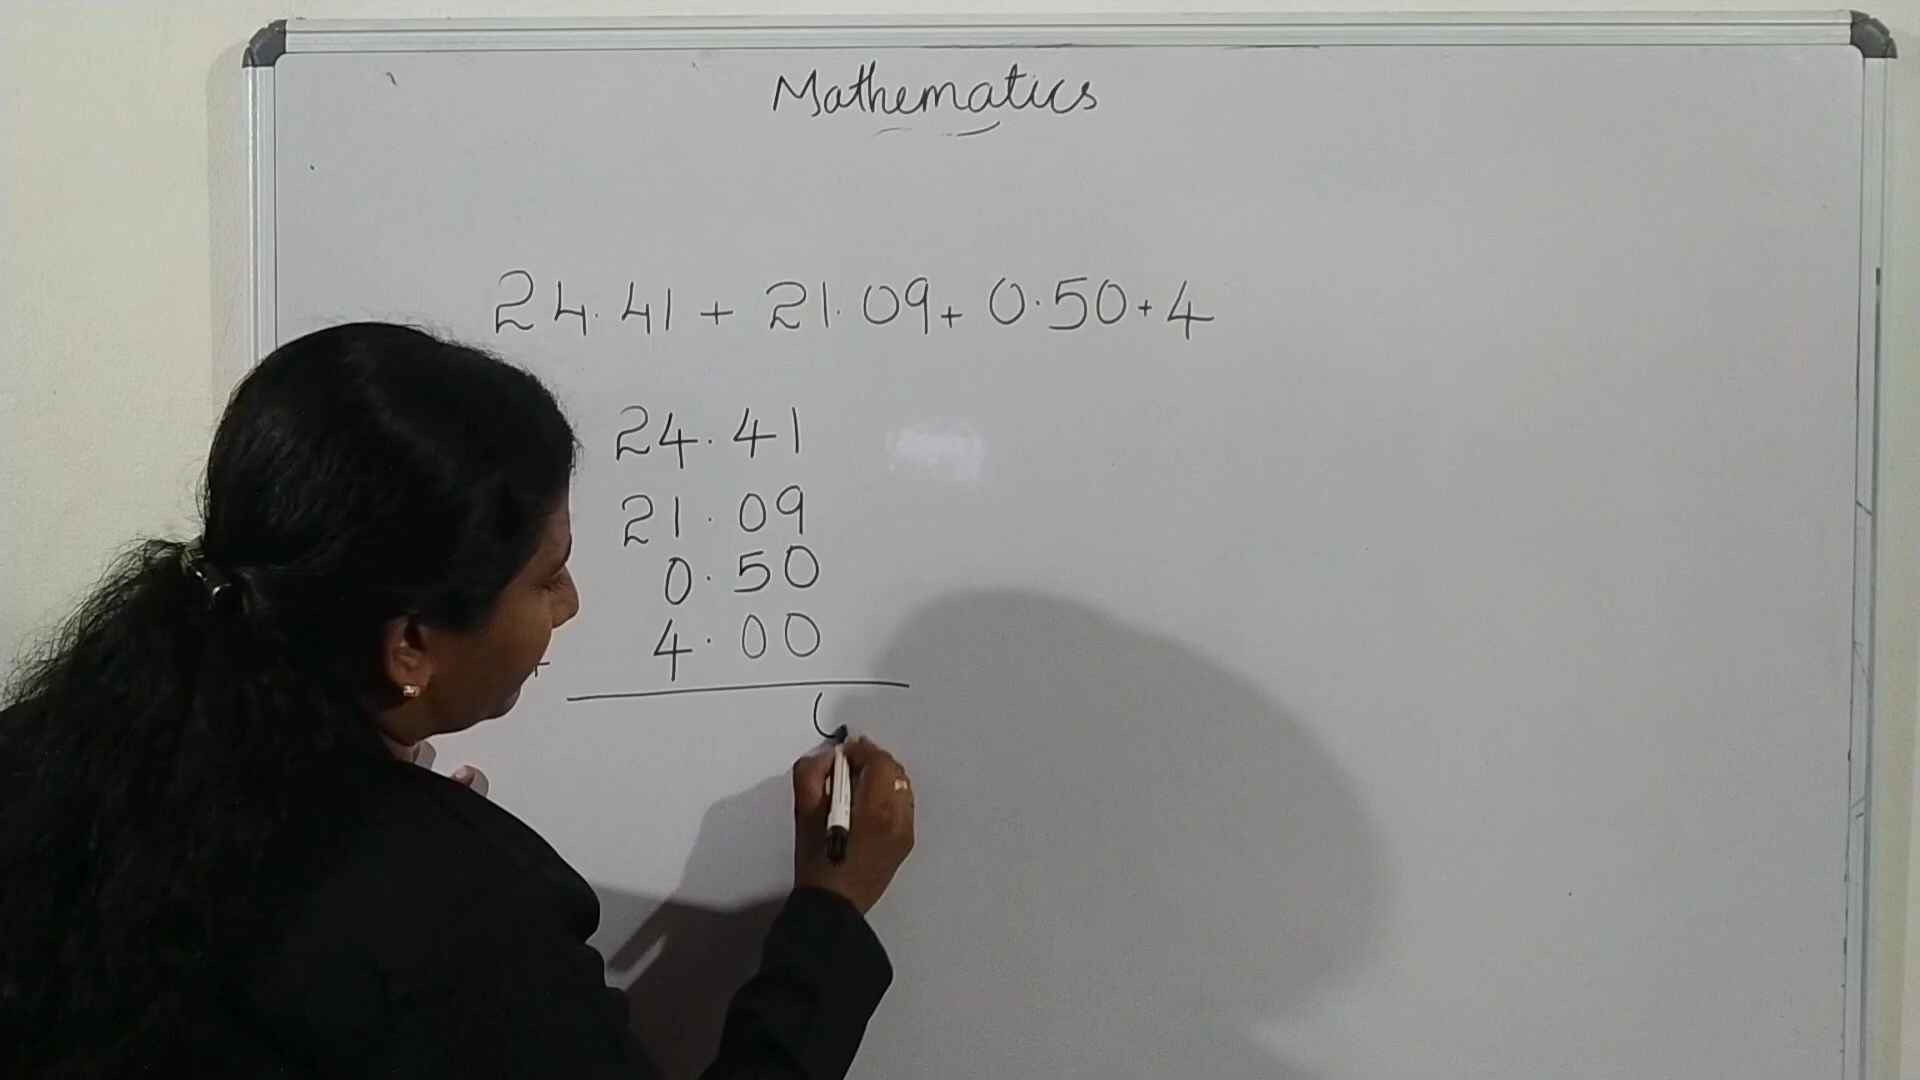 Mathematics
24.41 + 21.09 + 0.50 + 4
24.41
21.09
0.50
+ 4.00